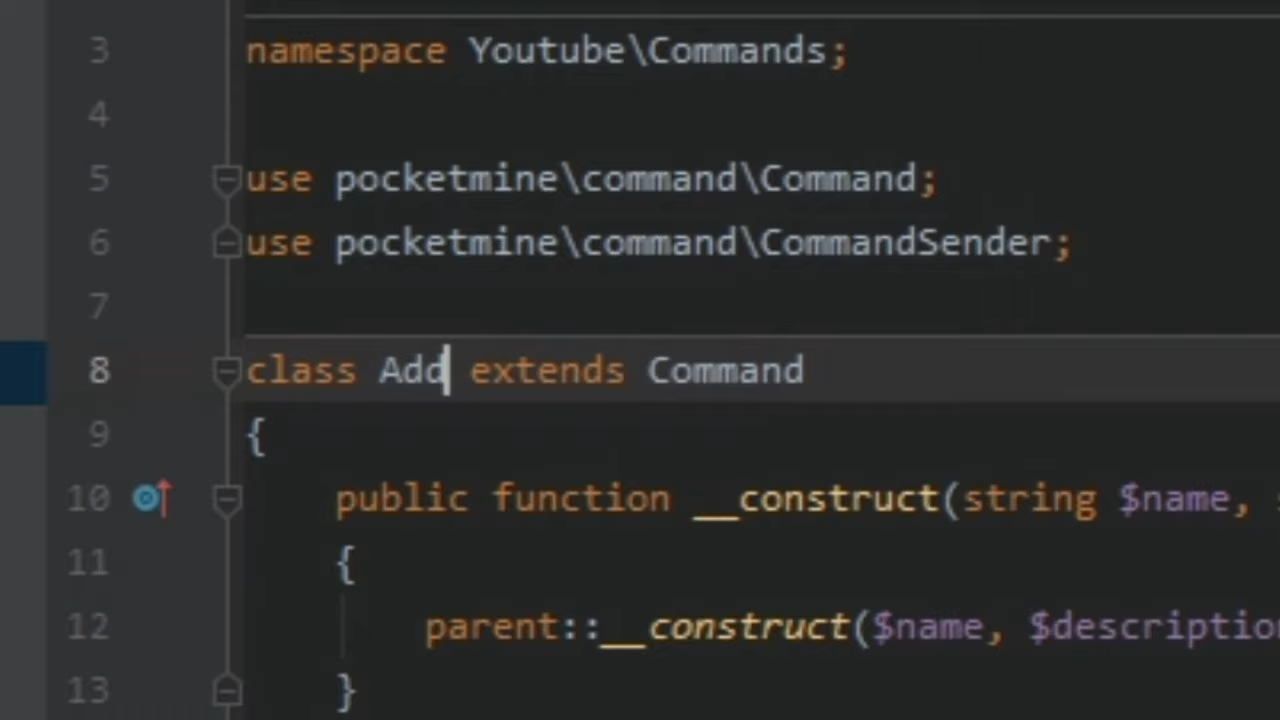 3 namespace Youtube\Commands;
4
5 use pocketmine\command\Command;
6 use pocketmine\command\CommandSender;
7
8 class Add extends Command
9 {
10 public function __construct(string $name,
11 {
12 parent::__construct($name, $descriptio
13 }